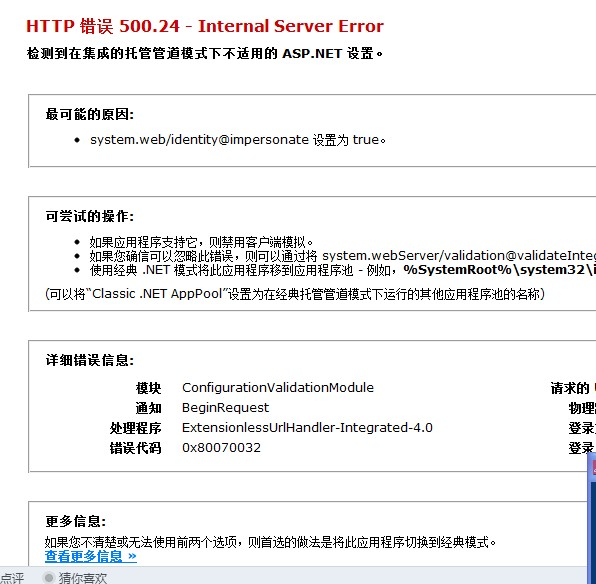 HTTP 错误 500.24 - Internal Server Error
检测到在集成的托管管道模式下不适用的 ASP.NET 设置。
最可能的原因:
• system.web/identity@impersonate 设置为 true。
可尝试的操作:
• 如果应用程序支持它，则禁用客户端模拟。
• 如果您确信可以忽略此错误，则可以通过将 system.webServer/validation@validateInteg
• 使用经典 .NET 模式将此应用程序移到应用程序池 - 例如，%SystemRoot%\system32\i
(可以将“Classic .NET AppPool”设置为在经典托管管道模式下运行的其他应用程序池的名称)
详细错误信息:
模块 ConfigurationValidationModule 请求的
通知 BeginRequest 物理
处理程序 ExtensionlessUrlHandler-Integrated-4.0 登录
错误代码 0x80070032 登录
更多信息:
如果您不清楚或无法使用前两个选项，则首选的做法是将此应用程序切换到经典模式。
查看更多信息 »
点评 猜你喜欢